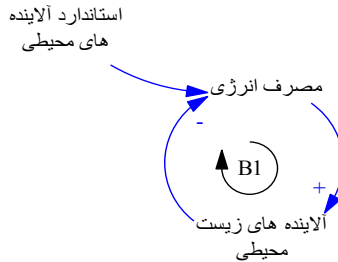 استاندارد آلاینده
های محیطی
مصرف انرژی
-
B1
+
آلاینده های زیست
محیطی